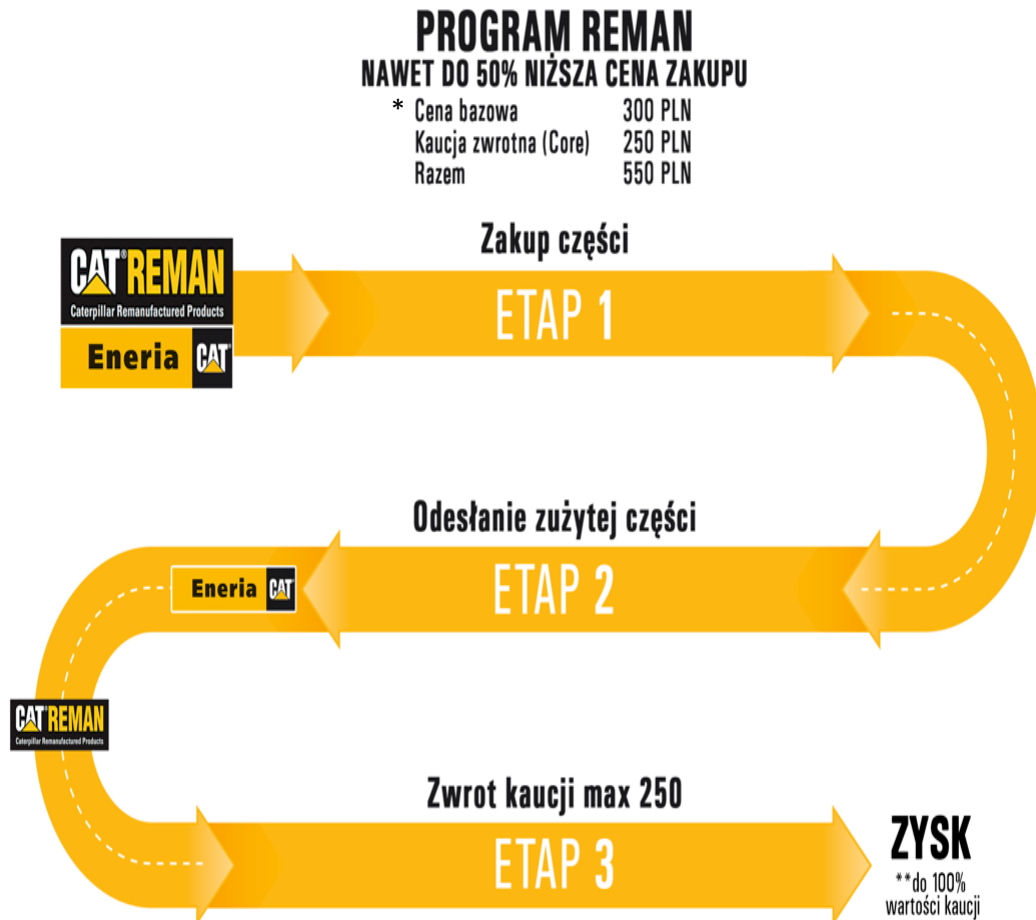 PROGRAM REMAN
NAWET DO 50% NIŻSZA CENA ZAKUPU
* Cena bazowa 300 PLN
Kaucja zwrotna (Core) 250 PLN
Razem 550 PLN
Zakup części
CAT® REMAN
Caterpillar Remanufactured Products
Eneria CAT
ETAP 1
Odesłanie zużytej części
Eneria CAT
ETAP 2
CAT REMAN
Caterpillar Remanufactured Products
Zwrot kaucji max 250
ETAP 3
ZYSK
**do 100%
wartości kaucji